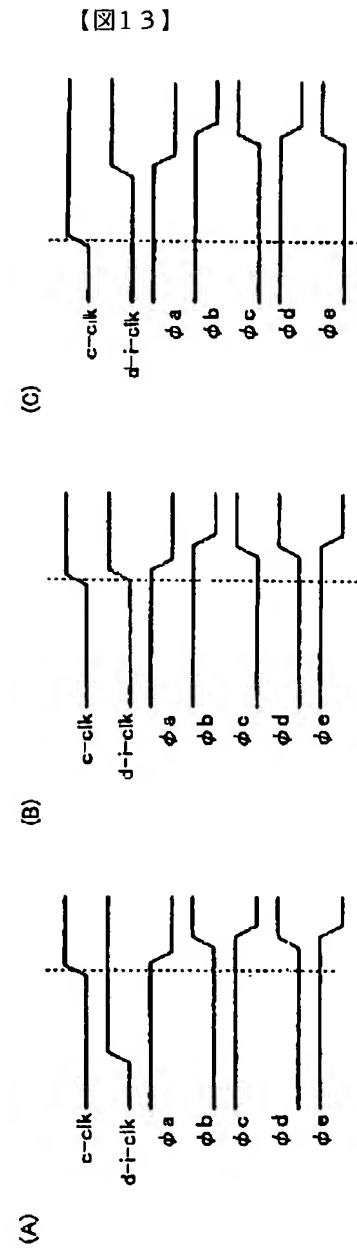 【図13】
(A)
c-clk
d-i-clk
φa
φb
φc
φd
φe
(B)
c-clk
d-i-clk
φa
φb
φc
φd
φe
(C)
c-clk
d-i-clk
φa
φb
φc
φd
φe